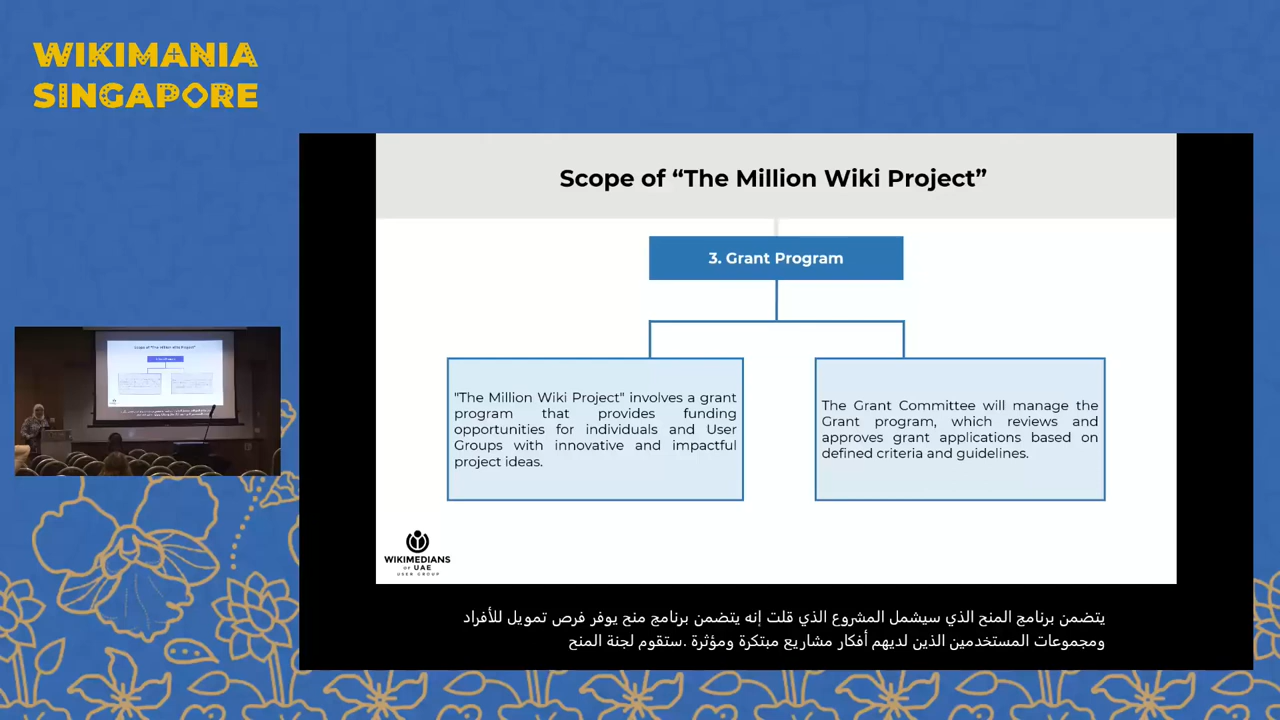 WIKIMANIA
SINGAPORE
Scope of “The Million Wiki Project”
3. Grant Program
"The Million Wiki Project" involves a grant
program that provides funding
opportunities for individuals and User
Groups with innovative and impactful
project ideas.
The Grant Committee will manage the
Grant program, which reviews and
approves grant applications based on
defined criteria and guidelines.
WIKIMEDIANS
OF UAE
USER GROUP
يتضمن برنامج المنح الذي سيشمل المشروع الذي قلت إنه يتضمن برنامج منح يوفر فرص تمويل للأفراد
ومجموعات المستخدمين الذين لديهم أفكار مشاريع مبتكرة ومؤثرة .ستقوم لجنة المنح